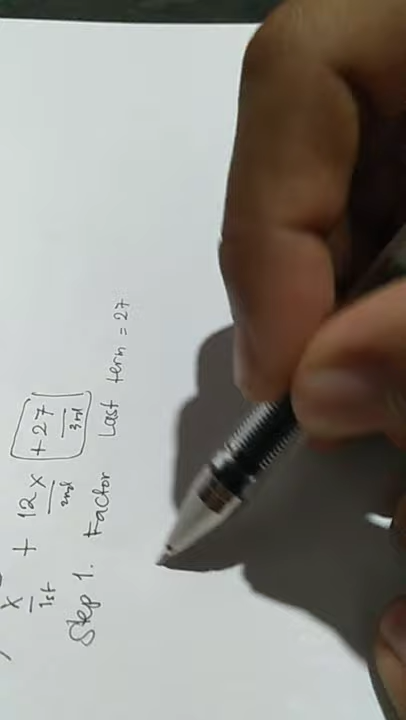 x + 12x + 27
1st 2nd 3rd
Step 1. Factor Last term = 27